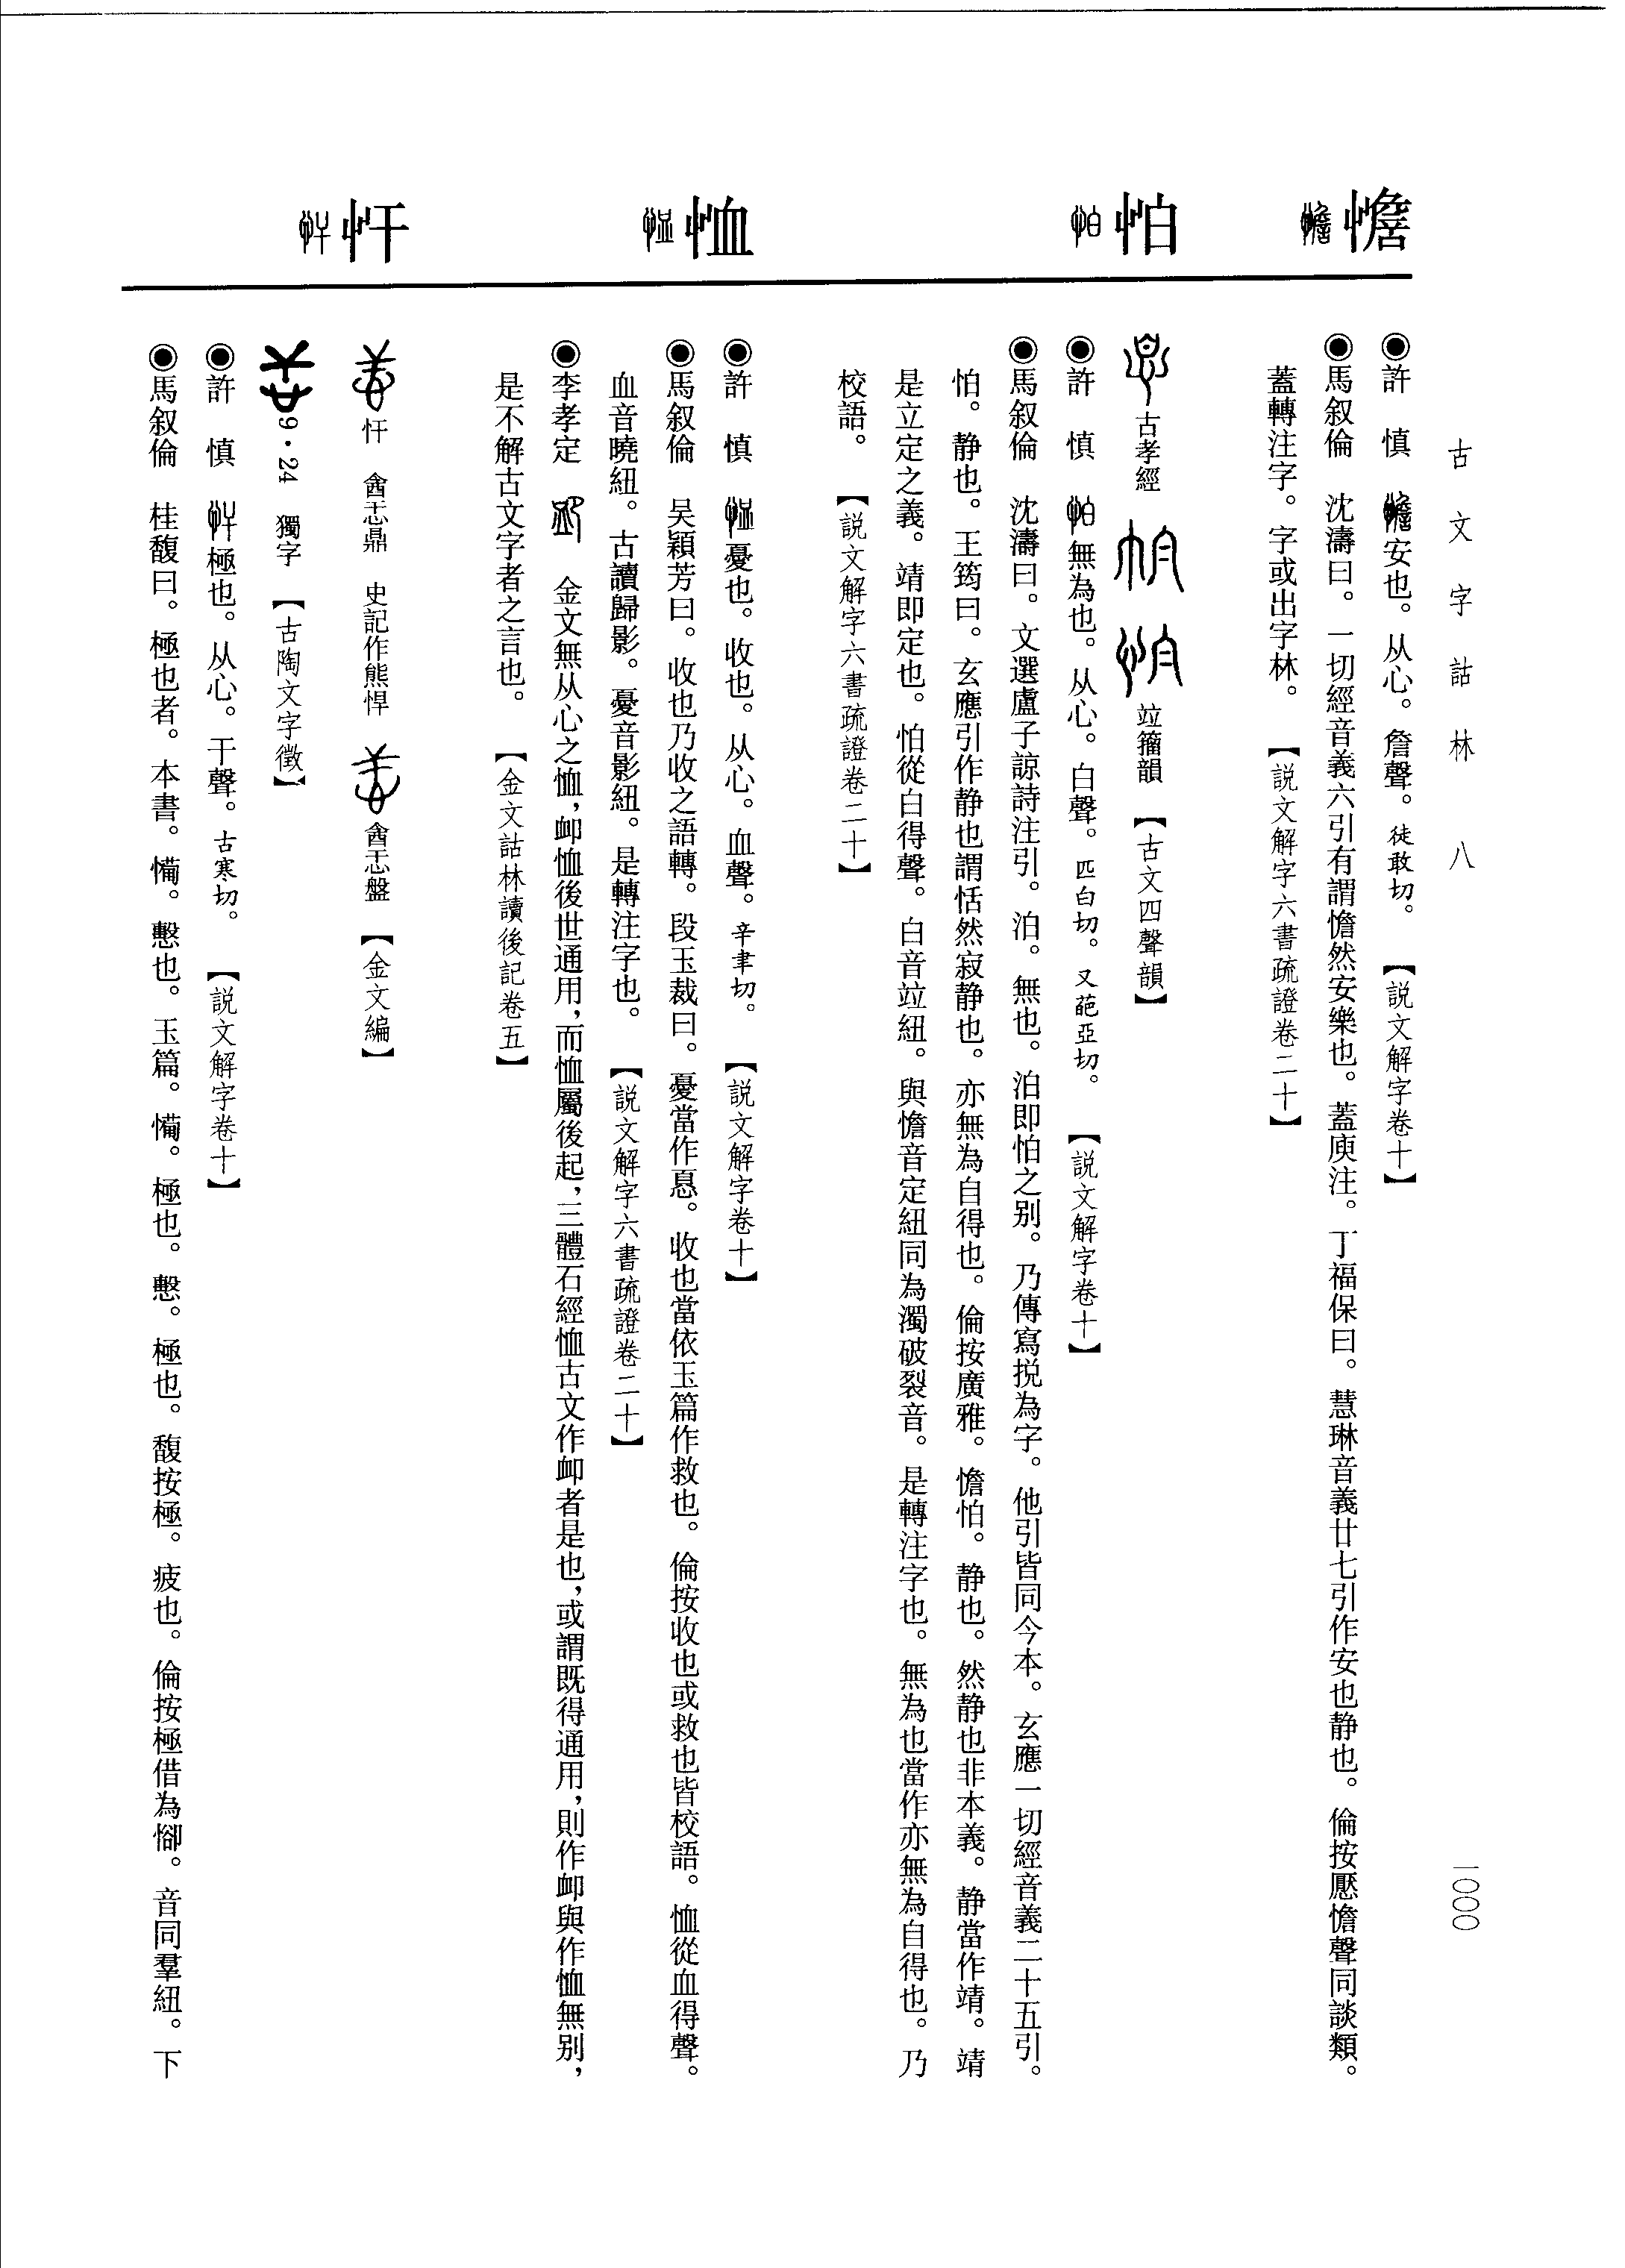 古文字詁林　八
一〇〇〇
憺
◉許　慎　安也。从心。詹聲。徒敢切。【説文解字卷十】
◉馬叙倫　沈濤曰。一切經音義六引有謂憺然安樂也。蓋庾注。丁福保曰。慧琳音義廿七引作安也静也。倫按懕憺聲同談類。
蓋轉注字。字或出字林。【説文解字六書疏證卷二十】
怕
古孝經　竝籀韻　【古文四聲韻】
◉許　慎　無為也。从心。白聲。匹白切。又葩亞切。【説文解字卷十】
◉馬叙倫　沈濤曰。文選盧子諒詩注引。泊。無也。泊即怕之别。乃傳寫捝為字。他引皆同今本。玄應一切經音義二十五引。
怕。静也。王筠曰。玄應引作静也謂恬然寂静也。亦無為自得也。倫按廣雅。憺怕。静也。然静也非本義。静當作靖。靖
是立定之義。靖即定也。怕從白得聲。白音竝紐。與憺音定紐同為濁破裂音。是轉注字也。無為也當作亦無為自得也。乃
校語。【説文解字六書疏證卷二十】
恤
◉許　慎　憂也。收也。从心。血聲。辛聿切。【説文解字卷十】
◉馬叙倫　吴穎芳曰。收也乃收之語轉。段玉裁曰。憂當作㥑。收也當依玉篇作救也。倫按收也或救也皆校語。恤從血得聲。
血音曉紐。古讀歸影。憂音影紐。是轉注字也。【説文解字六書疏證卷二十】
◉李孝定　金文無从心之恤，卹恤後世通用，而恤屬後起，三體石經恤古文作卹者是也，或謂既得通用，則作卹與作恤無别，
是不解古文字者之言也。【金文詁林讀後記卷五】
忓
忓　酓忎鼎　史記作熊悍　酓忎盤　【金文編】
9·24　獨字　【古陶文字徵】
◉許　慎　極也。从心。干聲。古寒切。【説文解字卷十】
◉馬叙倫　桂馥曰。極也者。本書。㥶。憖也。玉篇。㥶。極也。憖。極也。馥按極。疲也。倫按極借為㦸。音同羣紐。下